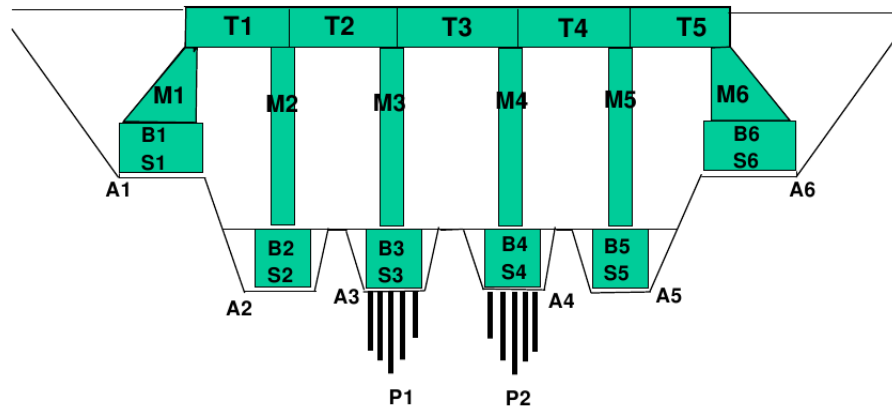 T1 T2 T3 T4 T5
M1 M2 M3 M4 M5 M6
B1 B6
S1 S6
A1 A6
B2 B3 B4 B5
S2 S3 S4 S5
A2 A3 A4 A5
P1 P2